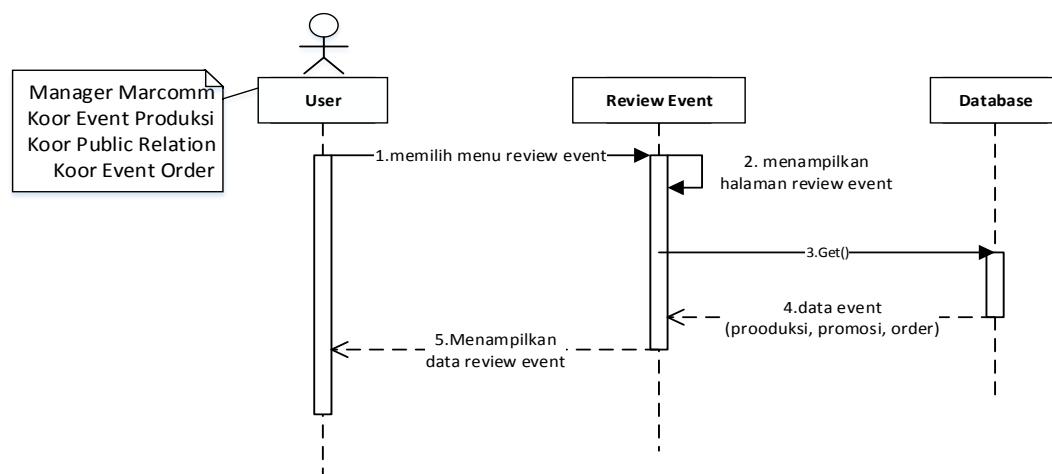 Manager Marcomm
Koor Event Produksi
Koor Public Relation
Koor Event Order
User
Review Event
Database
1.memilih menu review event
2. menampilkan
halaman review event
3.Get()
4.data event
(prooduksi, promosi, order)
5.Menampilkan
data review event